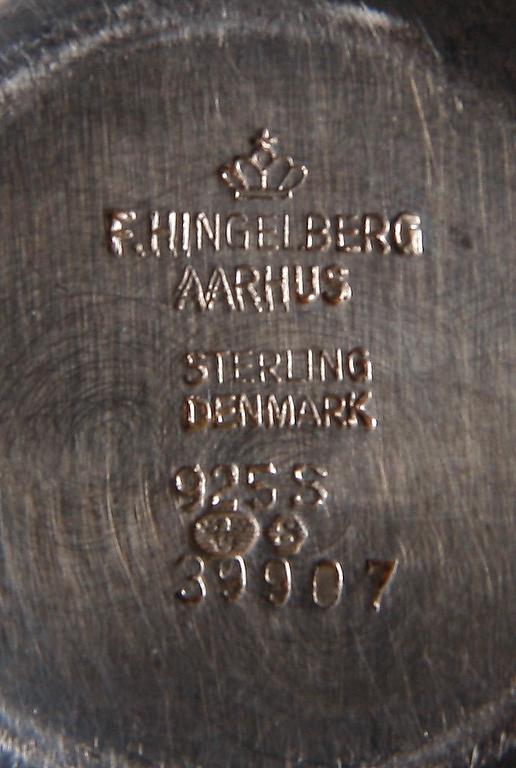 F. HINGELBERG
AARHUS
STERLING
DENMARK
925 S
39907